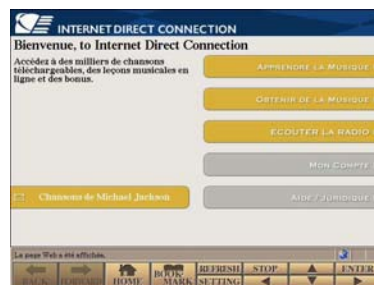 INTERNET DIRECT CONNECTION
Bienvenue, to Internet Direct Connection
Accédez à des milliers de chansons
téléchargeables, des leçons musicales en
ligne et des bonus.
APPRENDRE LA MUSIQUE
OBTENIR DE LA MUSIQUE
ECOUTER LA RADIO
MON COMPTE
Chansons de Michael Jackson
AIDE / JURIDIQUE
La page Web a été affichée.
BACK FORWARD HOME BOOK MARK REFRESH STOP ENTER
SETTING